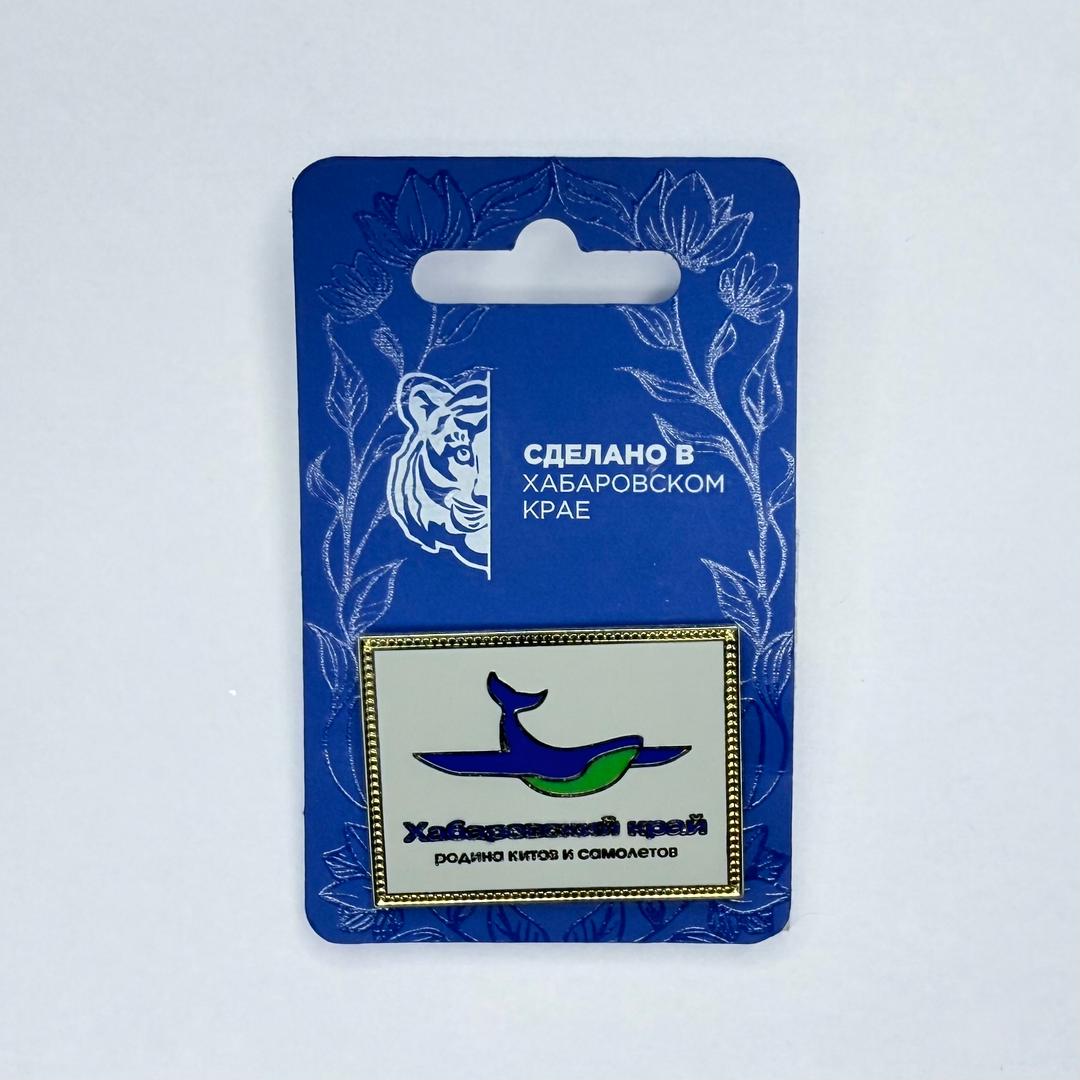 СДЕЛАНО В
ХАБАРОВСКОМ
КРАЕ
Хабаровский край
родина китов и самолетов